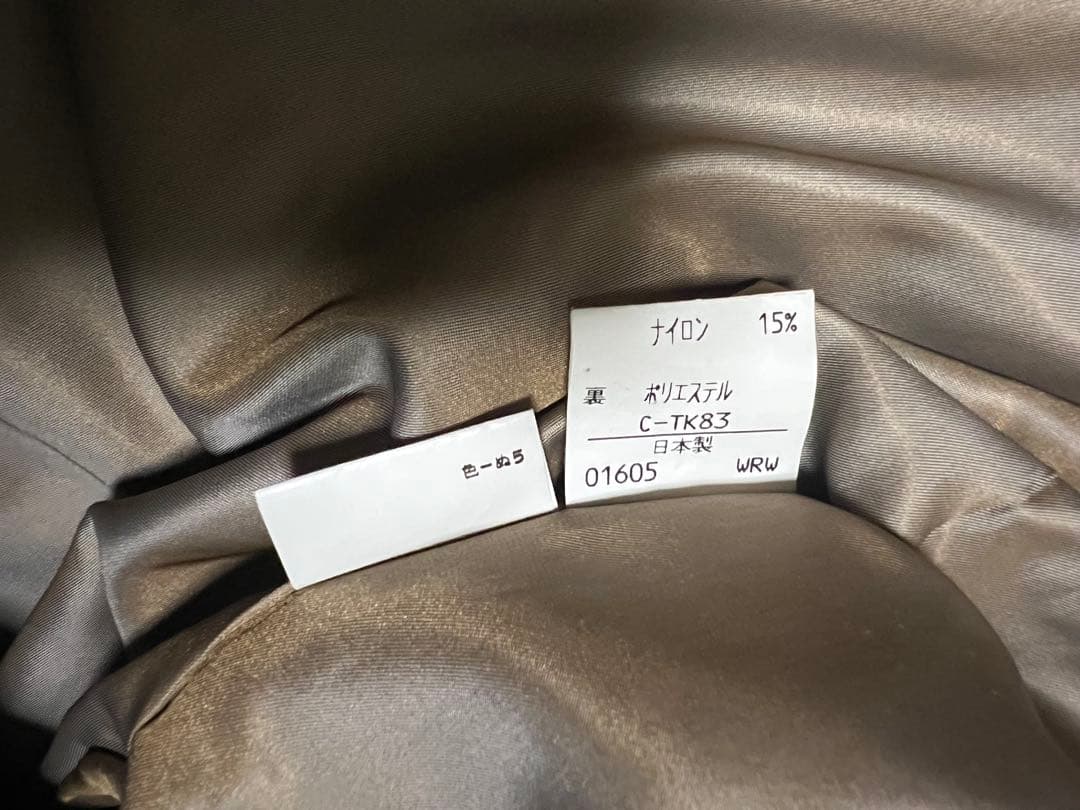 ナイロン 15%
裏 ポリエステル
C-TK83
日本製
01605 WRW
色一ぬ5